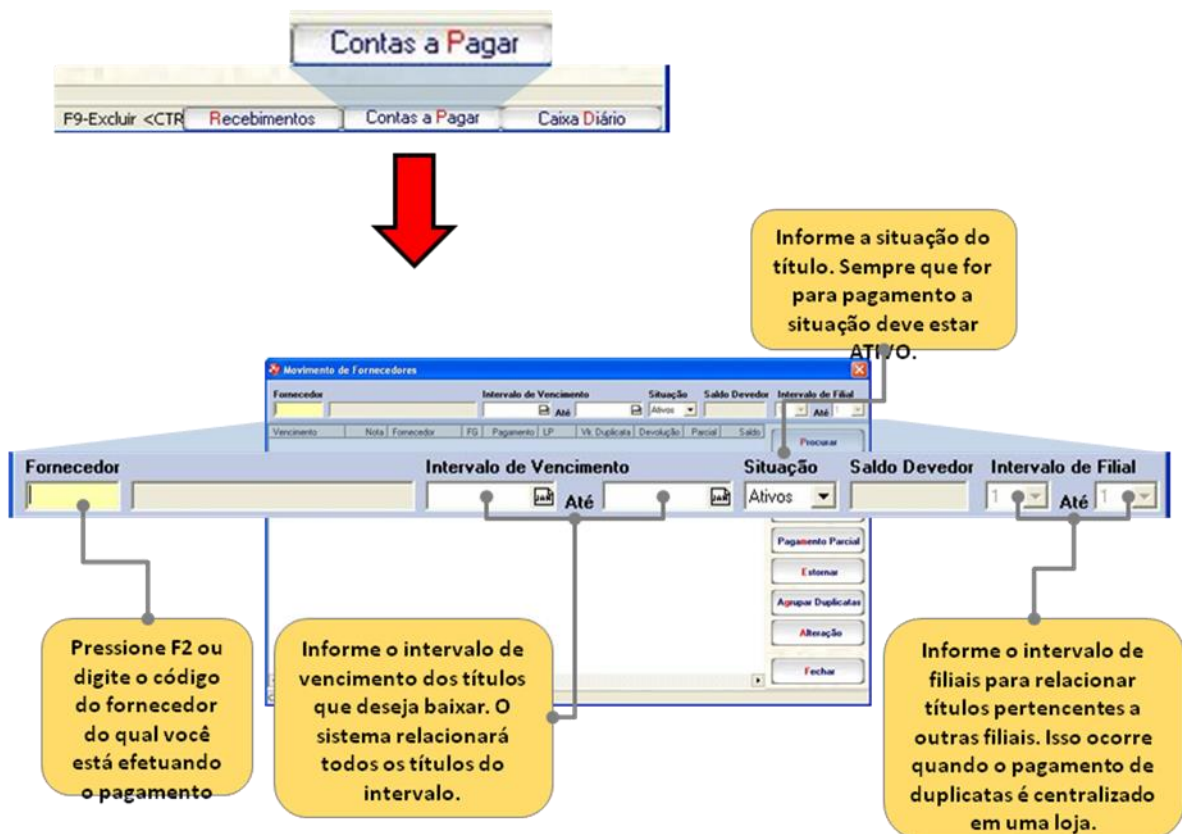 Contas a Pagar
F9-Excluir <CTR Recebimentos Contas a Pagar Caixa Diário
Informe a situação do
título. Sempre que for
para pagamento a
situação deve estar
ATIVO.
Movimento de Fornecedores
Fornecedor Intervalo de Vencimento Situação Saldo Devedor Intervalo de Filial
Até Ativos 1 Até 1
Vencimento Nota Fornecedor FG Pagamento LP Vlr. Duplicata Devolução Parcial Saldo
Procurar
Fornecedor Intervalo de Vencimento Situação Saldo Devedor Intervalo de Filial
JAN Até JAN Ativos 1 Até 1
Pagamento Parcial
Estornar
Agrupar Duplicatas
Alteração
Fechar
Pressione F2 ou
digite o código
do fornecedor
do qual você
está efetuando
o pagamento
Informe o intervalo de
vencimento dos títulos
que deseja baixar. O
sistema relacionará
todos os títulos do
intervalo.
Informe o intervalo de
filiais para relacionar
títulos pertencentes a
outras filiais. Isso ocorre
quando o pagamento de
duplicatas é centralizado
em uma loja.